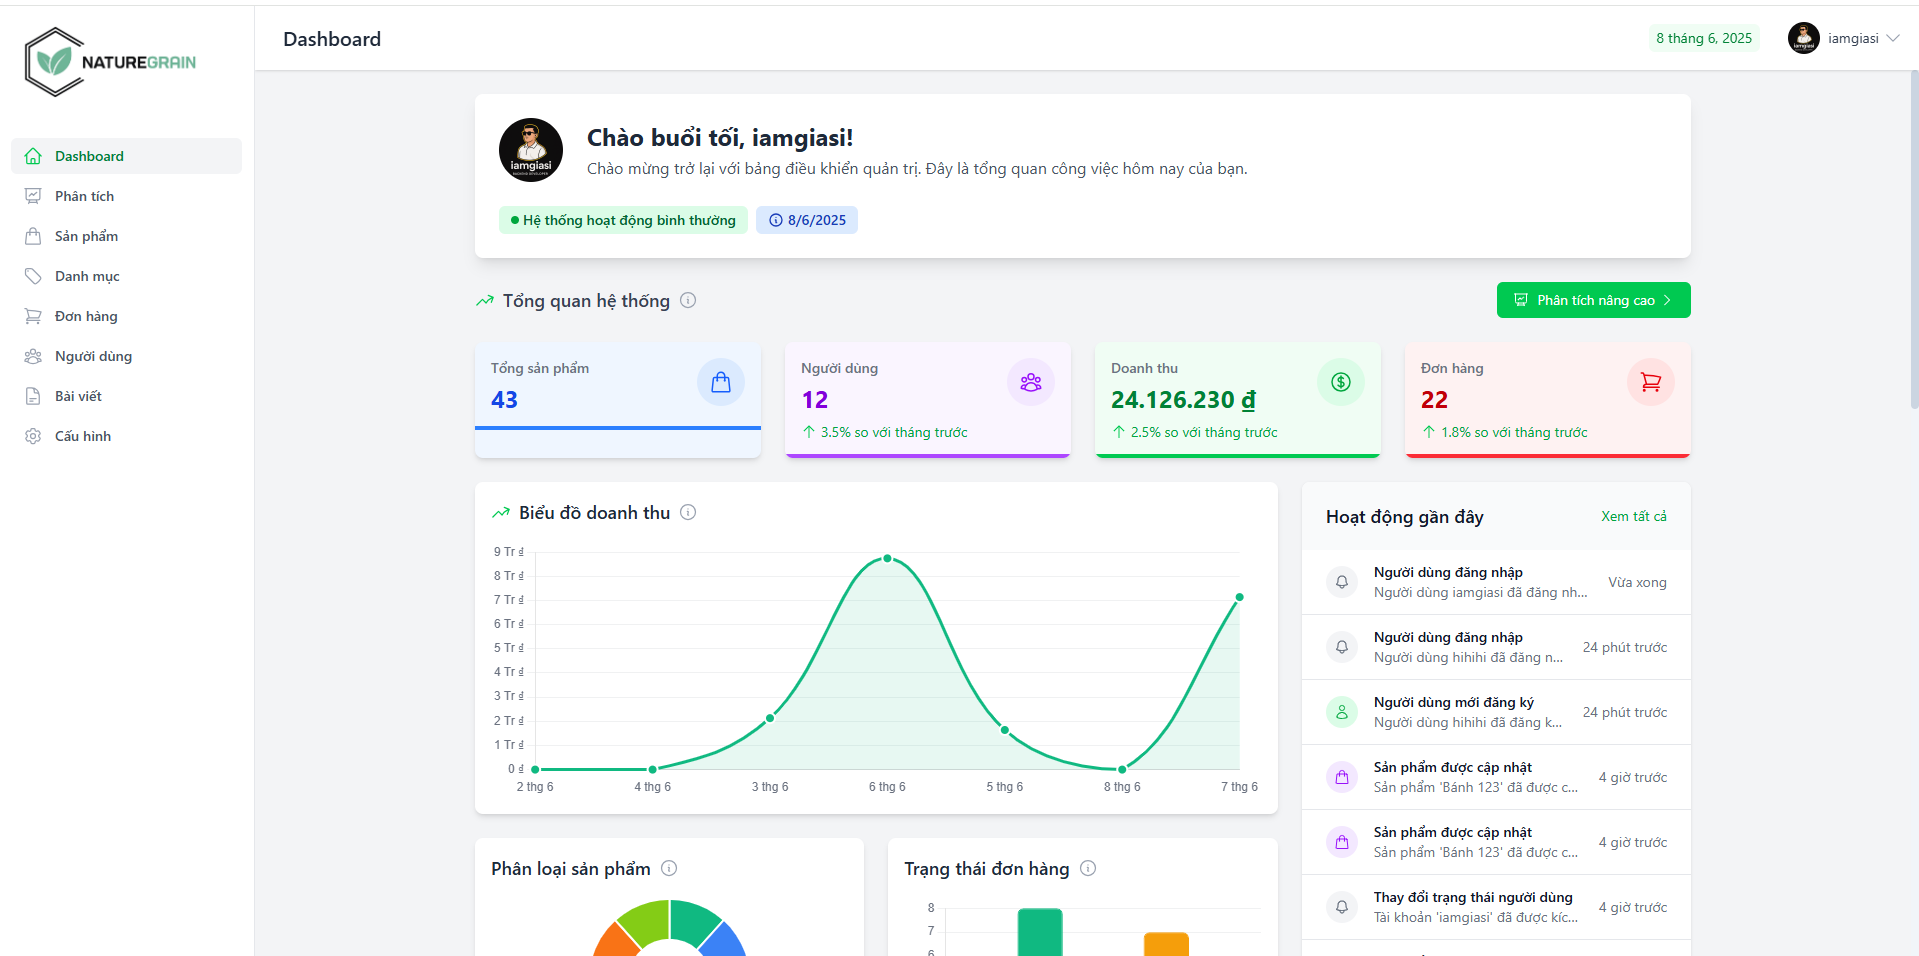 NATUREGRAIN
Dashboard
Phân tích
Sản phẩm
Danh mục
Đơn hàng
Người dùng
Bài viết
Cấu hình
Dashboard
8 tháng 6, 2025
iamgiasi
iamgiasi
Chào buổi tối, iamgiasi!
Chào mừng trở lại với bảng điều khiển quản trị. Đây là tổng quan công việc hôm nay của bạn.
Hệ thống hoạt động bình thường
8/6/2025
Tổng quan hệ thống
Phân tích nâng cao
Tổng sản phẩm
43
Người dùng
12
3.5% so với tháng trước
Doanh thu
24.126.230 ₫
2.5% so với tháng trước
Đơn hàng
22
1.8% so với tháng trước
Biểu đồ doanh thu
9 Tr ₫
8 Tr ₫
7 Tr ₫
6 Tr ₫
5 Tr ₫
4 Tr ₫
3 Tr ₫
2 Tr ₫
1 Tr ₫
0 ₫
2 thg 6
4 thg 6
3 thg 6
6 thg 6
5 thg 6
8 thg 6
7 thg 6
Hoạt động gần đây
Xem tất cả
Người dùng đăng nhập
Người dùng iamgiasi đã đăng nh...
Vừa xong
Người dùng đăng nhập
Người dùng hihihi đã đăng n...
24 phút trước
Người dùng mới đăng ký
Người dùng hihihi đã đăng k...
24 phút trước
Sản phẩm được cập nhật
Sản phẩm 'Bánh 123' đã được c...
4 giờ trước
Sản phẩm được cập nhật
Sản phẩm 'Bánh 123' đã được c...
4 giờ trước
Thay đổi trạng thái người dùng
Tài khoản 'iamgiasi' đã được kíc...
4 giờ trước
Phân loại sản phẩm
Trạng thái đơn hàng
8
7
6